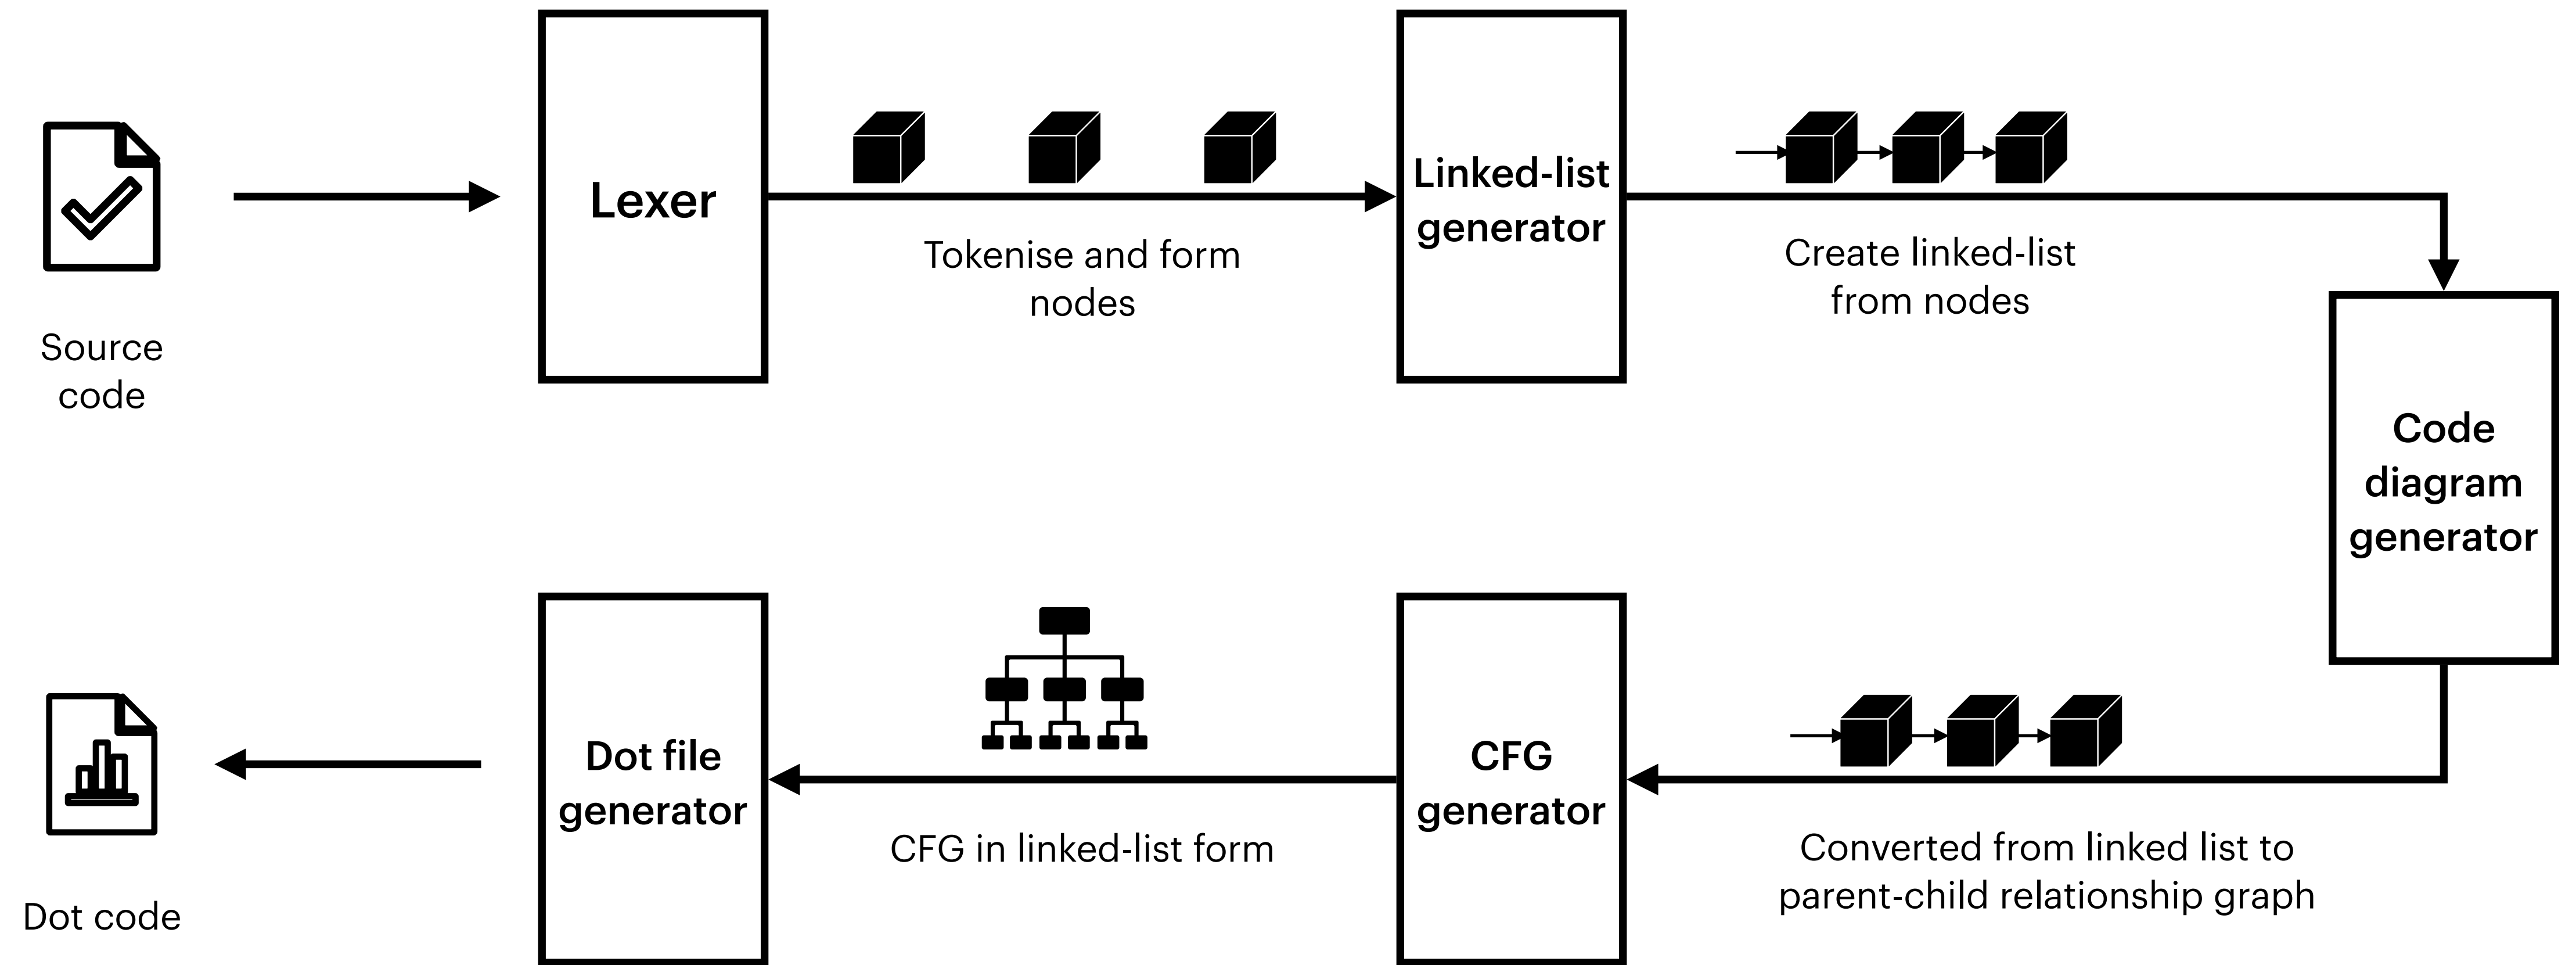 Source
code
Lexer
Tokenise and form
nodes
Linked-list
generator
Create linked-list
from nodes
Code
diagram
generator
Converted from linked list to
parent-child relationship graph
CFG
generator
CFG in linked-list form
Dot file
generator
Dot code